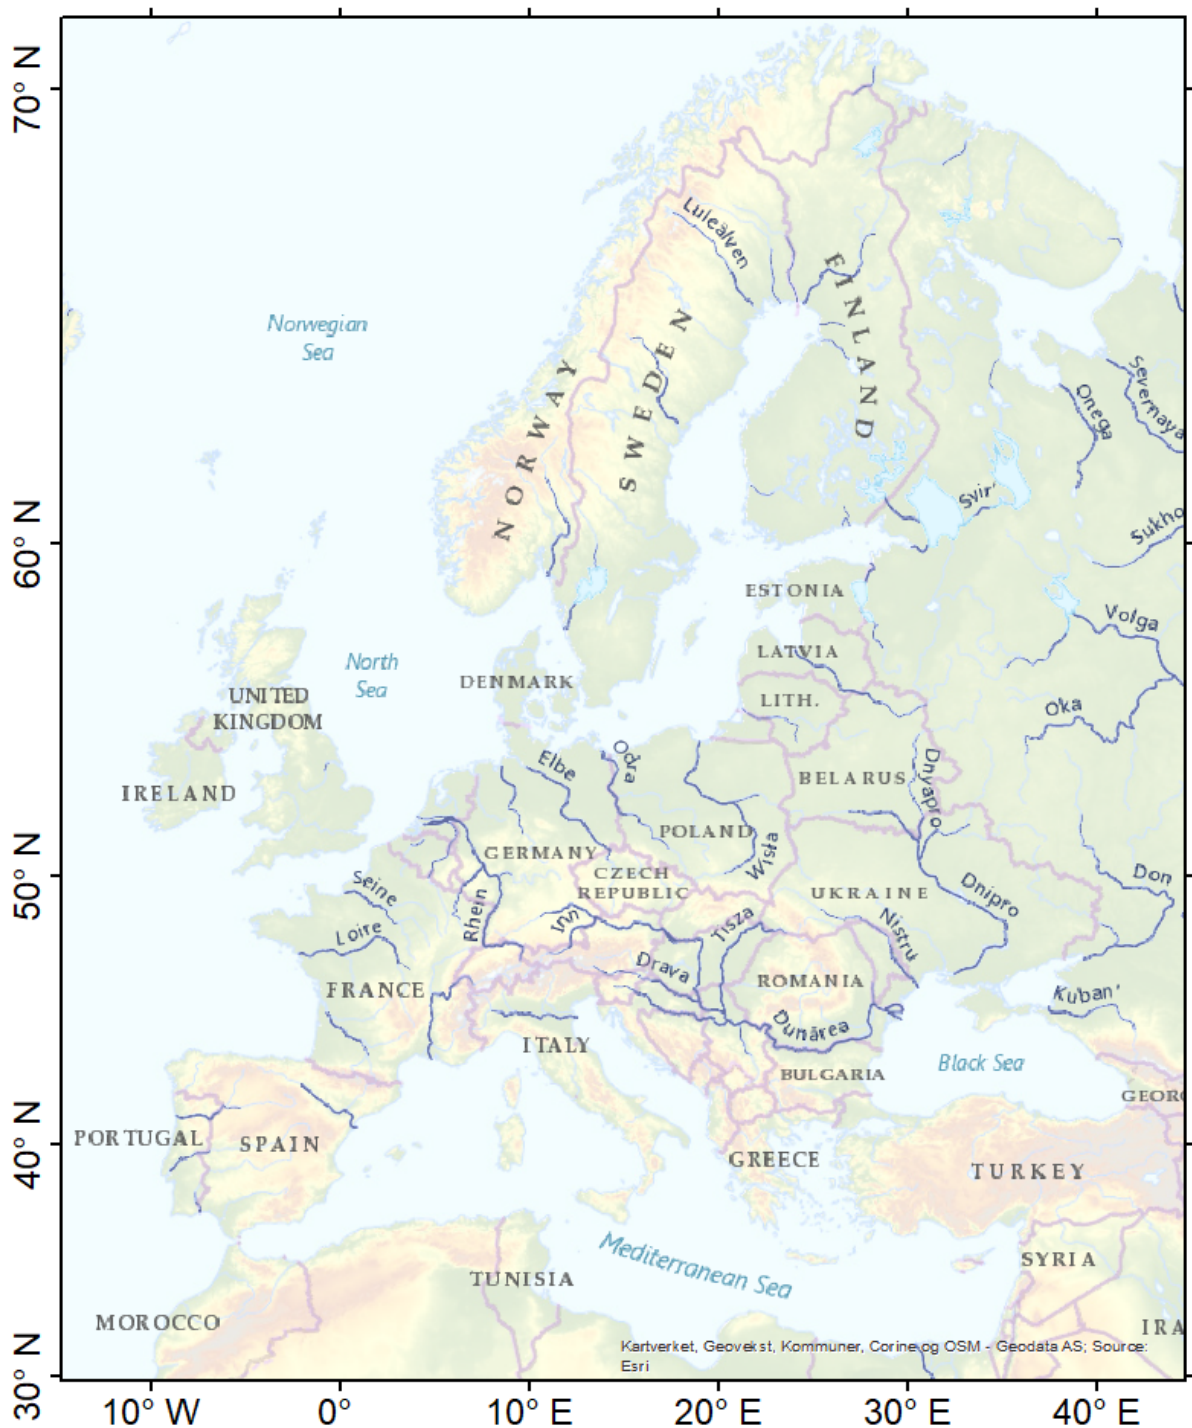 70° N
60° N
50° N
40° N
30° N
10° W
0°
10° E
20° E
30° E
40° E
Norwegian
Sea
Luleälven
FINLAND
SWEDEN
NORWAY
Onega
Severnaya
Svir'
Sukho
ESTONIA
Volga
North
Sea
LATVIA
DENMARK
UNITED
KINGDOM
LITH.
Oka
IRELAND
Elbe
Odra
BELARUS
Dnyapro
POLAND
Wisła
GERMANY
CZECH
REPUBLIC
UKRAINE
Dnipro
Don
Seine
Loire
Rhein
Inn
Tisza
Nistru
Drava
FRANCE
ROMANIA
Kuban'
Dunărea
ITALY
Black Sea
BULGARIA
GEORG
PORTUGAL
SPAIN
GREECE
TURKEY
Mediterranean Sea
SYRIA
TUNISIA
MOROCCO
IRA
Kartverket, Geovekst, Kommuner, Corine og OSM - Geodata AS; Source:
Esri